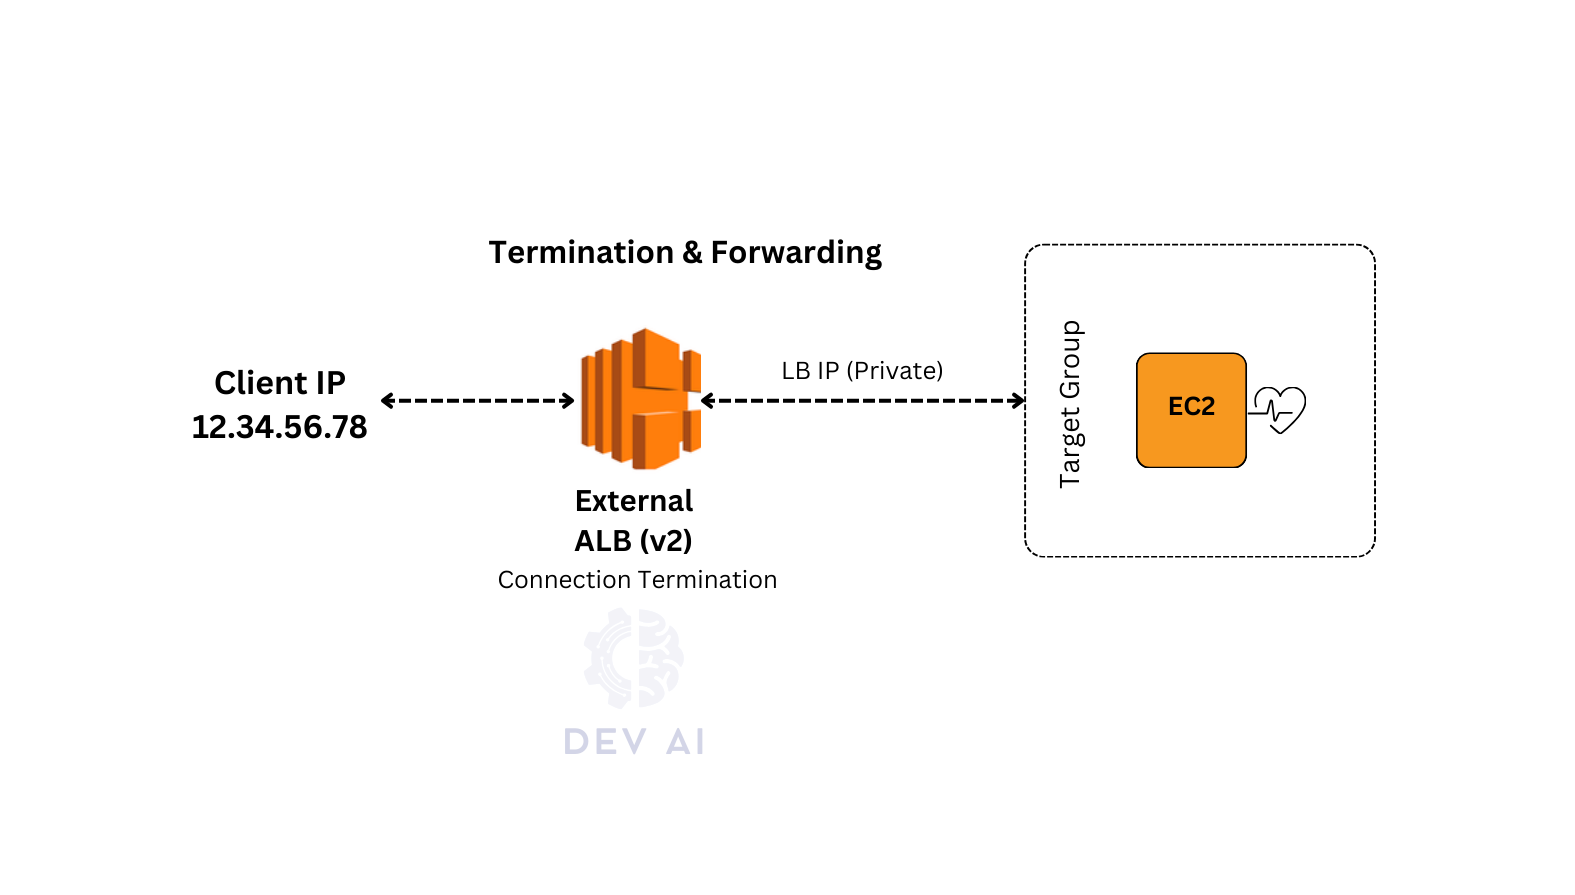 Termination & Forwarding
Client IP
12.34.56.78
LB IP (Private)
External
ALB (v2)
Connection Termination
Target Group
EC2
DEV AI